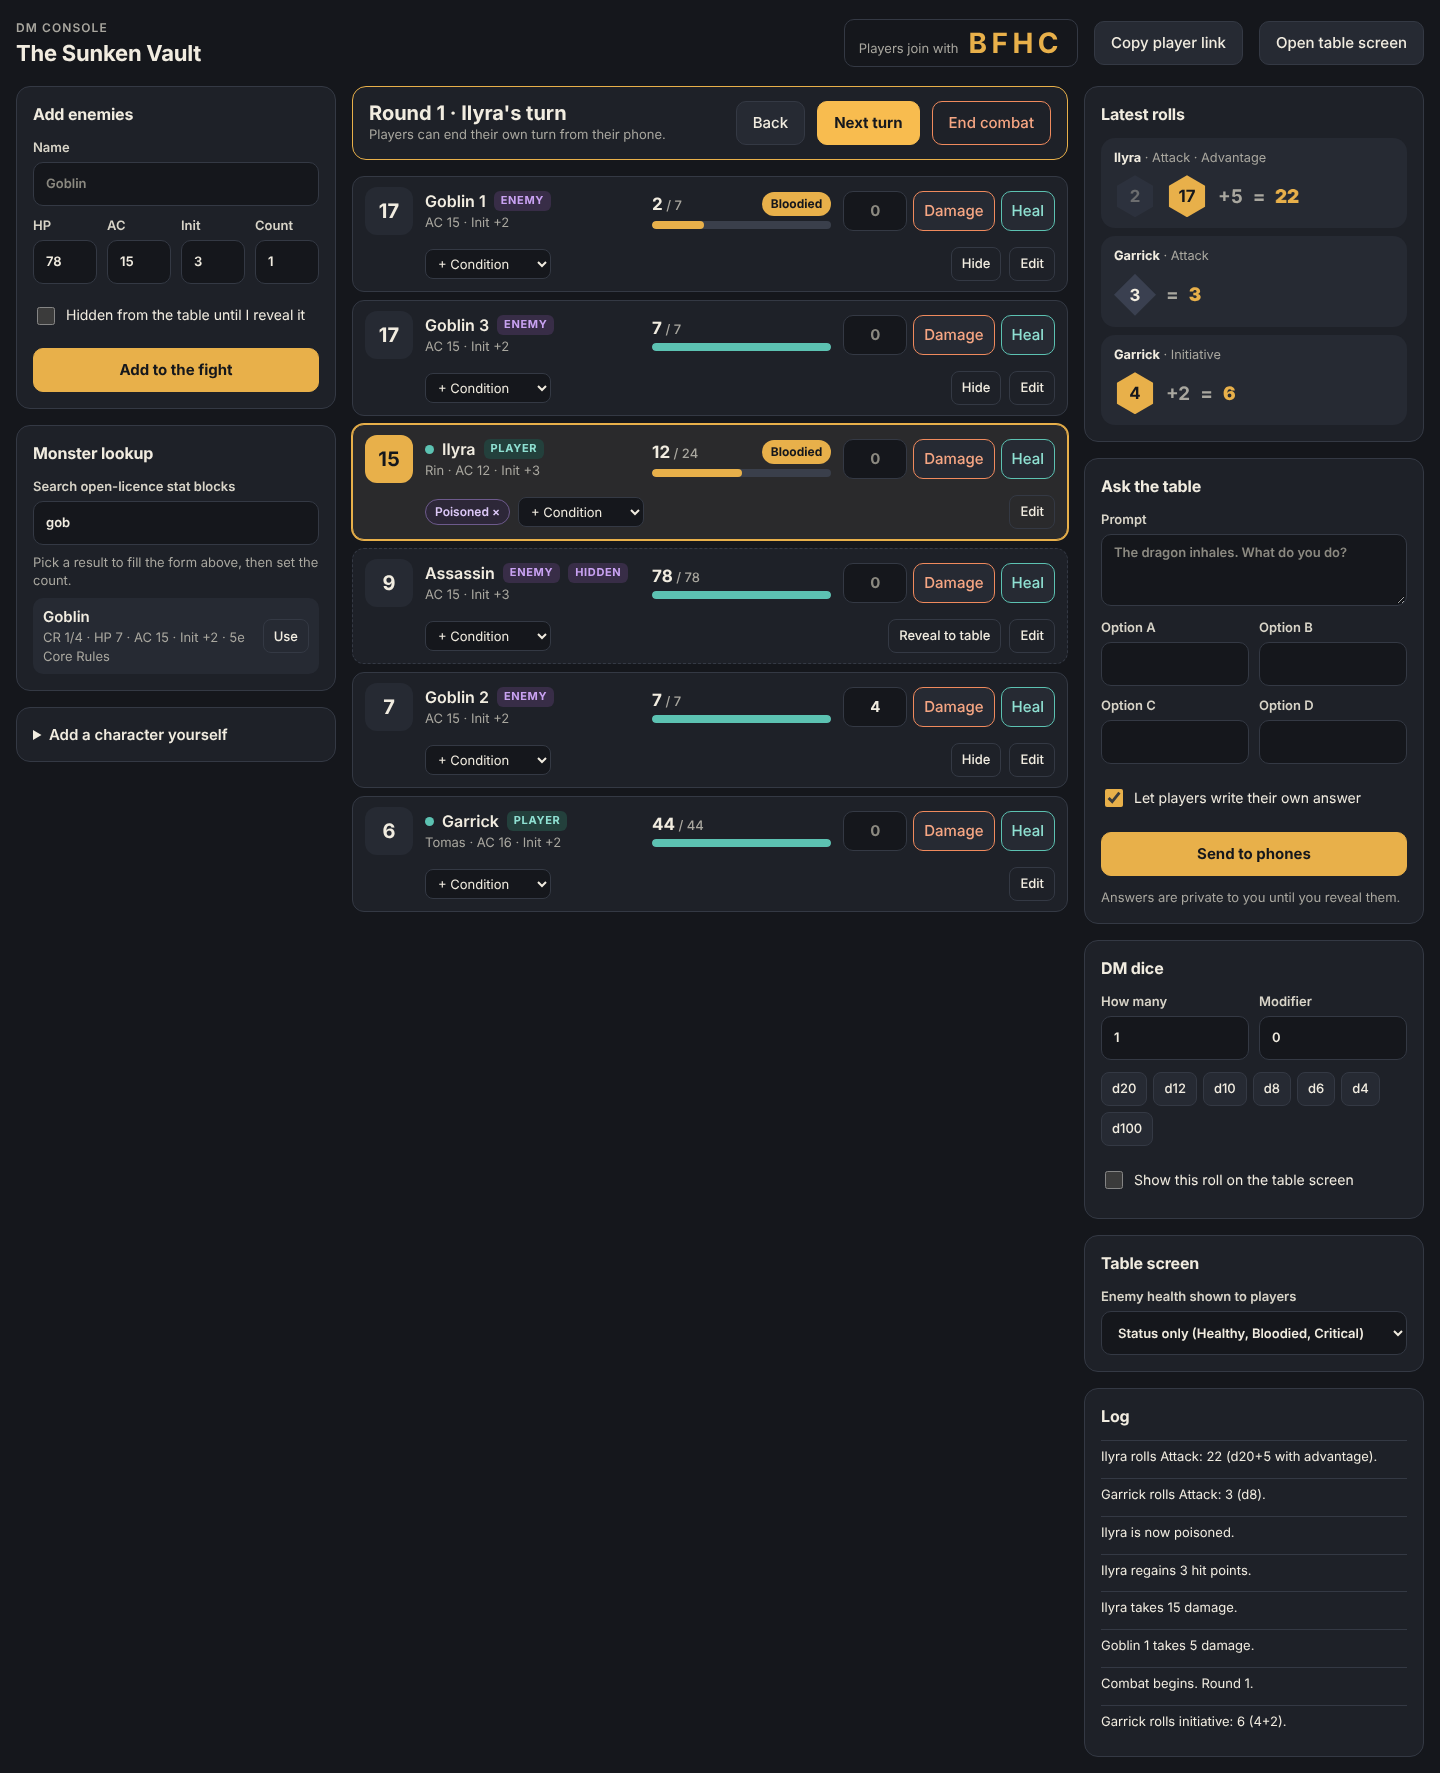 DM CONSOLE
The Sunken Vault
Players join with BFHC
Copy player link
Open table screen
Add enemies
Name
Goblin
HP AC Init Count
78 15 3 1
Hidden from the table until I reveal it
Add to the fight
Monster lookup
Search open-licence stat blocks
gob
Pick a result to fill the form above, then set the
count.
Goblin
CR 1/4 · HP 7 · AC 15 · Init +2 · 5e
Core Rules
Use
Add a character yourself
Round 1 · Ilyra's turn
Players can end their own turn from their phone.
Back
Next turn
End combat
17
Goblin 1 ENEMY
AC 15 · Init +2
2 / 7 Bloodied
0 Damage Heal
+ Condition
Hide Edit
17
Goblin 3 ENEMY
AC 15 · Init +2
7 / 7
0 Damage Heal
+ Condition
Hide Edit
15
Ilyra PLAYER
Rin · AC 12 · Init +3
12 / 24 Bloodied
0 Damage Heal
Poisoned × + Condition
Edit
9
Assassin ENEMY HIDDEN
AC 15 · Init +3
78 / 78
0 Damage Heal
+ Condition
Reveal to table Edit
7
Goblin 2 ENEMY
AC 15 · Init +2
7 / 7
4 Damage Heal
+ Condition
Hide Edit
6
Garrick PLAYER
Tomas · AC 16 · Init +2
44 / 44
0 Damage Heal
+ Condition
Edit
Latest rolls
Ilyra · Attack · Advantage
2 17 +5 = 22
Garrick · Attack
3 = 3
Garrick · Initiative
4 +2 = 6
Ask the table
Prompt
The dragon inhales. What do you do?
Option A Option B
Option C Option D
Let players write their own answer
Send to phones
Answers are private to you until you reveal them.
DM dice
How many Modifier
1 0
d20 d12 d10 d8 d6 d4
d100
Show this roll on the table screen
Table screen
Enemy health shown to players
Status only (Healthy, Bloodied, Critical)
Log
Ilyra rolls Attack: 22 (d20+5 with advantage).
Garrick rolls Attack: 3 (d8).
Ilyra is now poisoned.
Ilyra regains 3 hit points.
Ilyra takes 15 damage.
Goblin 1 takes 5 damage.
Combat begins. Round 1.
Garrick rolls initiative: 6 (4+2).